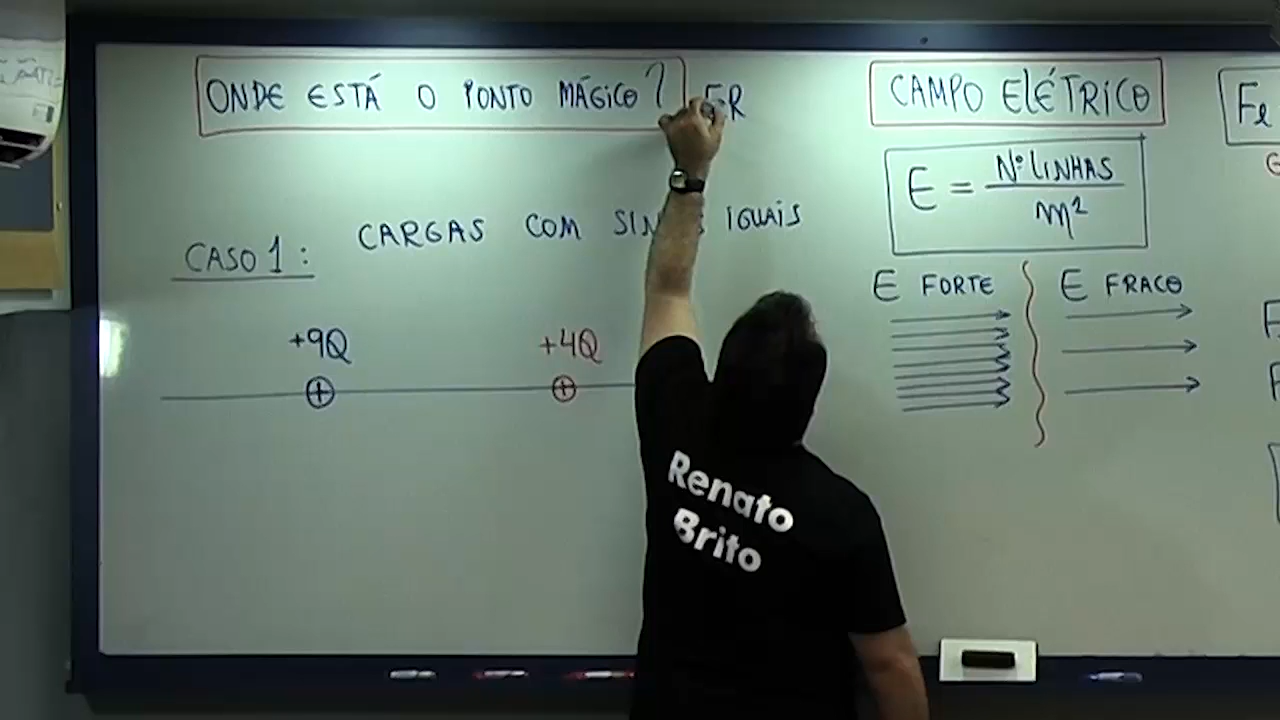 ONDE ESTÁ O PONTO MÁGICO?
CASO 1: CARGAS COM IGUAIS
+9Q +4Q
+ +
CAMPO ELÉTRICO
E = Nº LINHAS / m²
E FORTE E FRACO
Renato
Brito